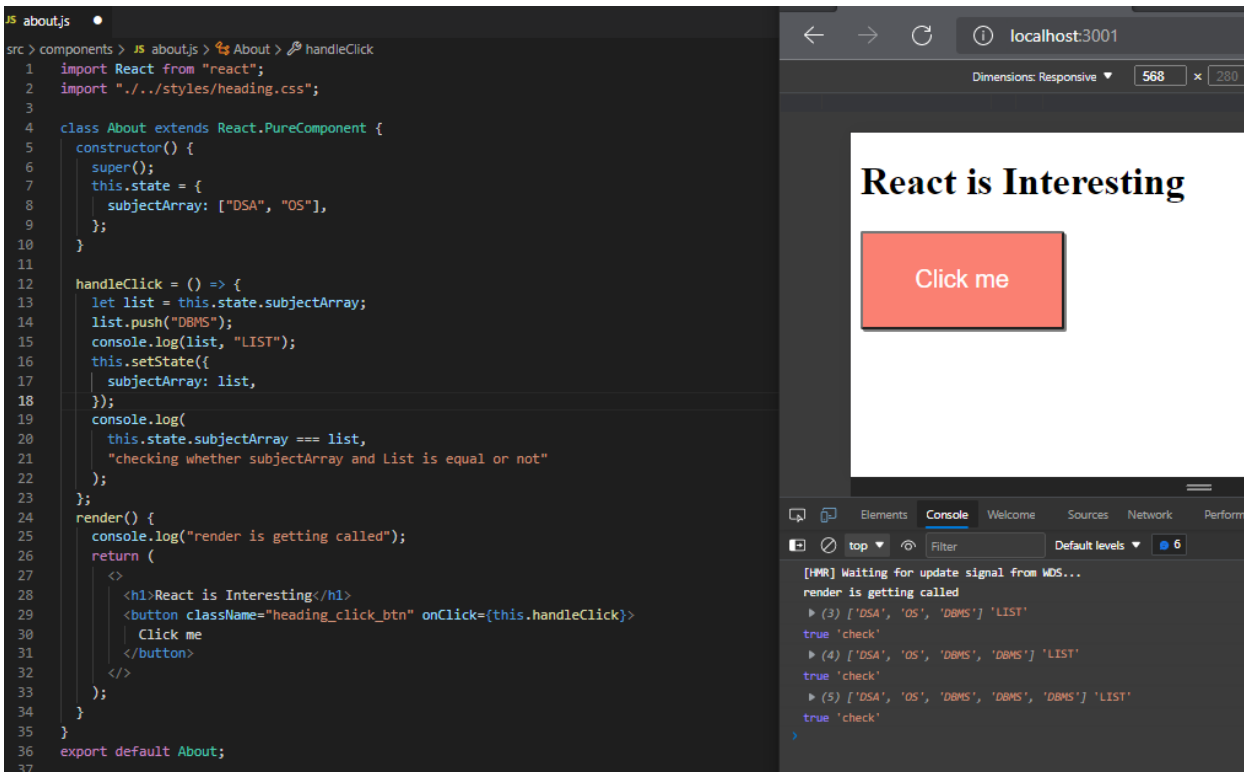 JS about.js ●
src > components > JS about.js > About > handleClick
1 import React from "react";
2 import "./../styles/heading.css";
3
4 class About extends React.PureComponent {
5 constructor() {
6 super();
7 this.state = {
8 subjectArray: ["DSA", "OS"],
9 };
10 }
11
12 handleClick = () => {
13 let list = this.state.subjectArray;
14 list.push("DBMS");
15 console.log(list, "LIST");
16 this.setState({
17 subjectArray: list,
18 });
19 console.log(
20 this.state.subjectArray === list,
21 "checking whether subjectArray and List is equal or not"
22 );
23 };
24 render() {
25 console.log("render is getting called");
26 return (
27 <>
28 <h1>React is Interesting</h1>
29 <button className="heading_click_btn" onClick={this.handleClick}>
30 Click me
31 </button>
32 </>
33 );
34 }
35 }
36 export default About;
37
localhost:3001
Dimensions: Responsive ▼ 568 × 280
React is Interesting
Click me
Elements Console Welcome Sources Network Perform
top ▼ Filter Default levels ▼ 6
[HMR] Waiting for update signal from WDS...
render is getting called
▶ (3) ['DSA', 'OS', 'DBMS'] 'LIST'
true 'check'
▶ (4) ['DSA', 'OS', 'DBMS', 'DBMS'] 'LIST'
true 'check'
▶ (5) ['DSA', 'OS', 'DBMS', 'DBMS', 'DBMS'] 'LIST'
true 'check'